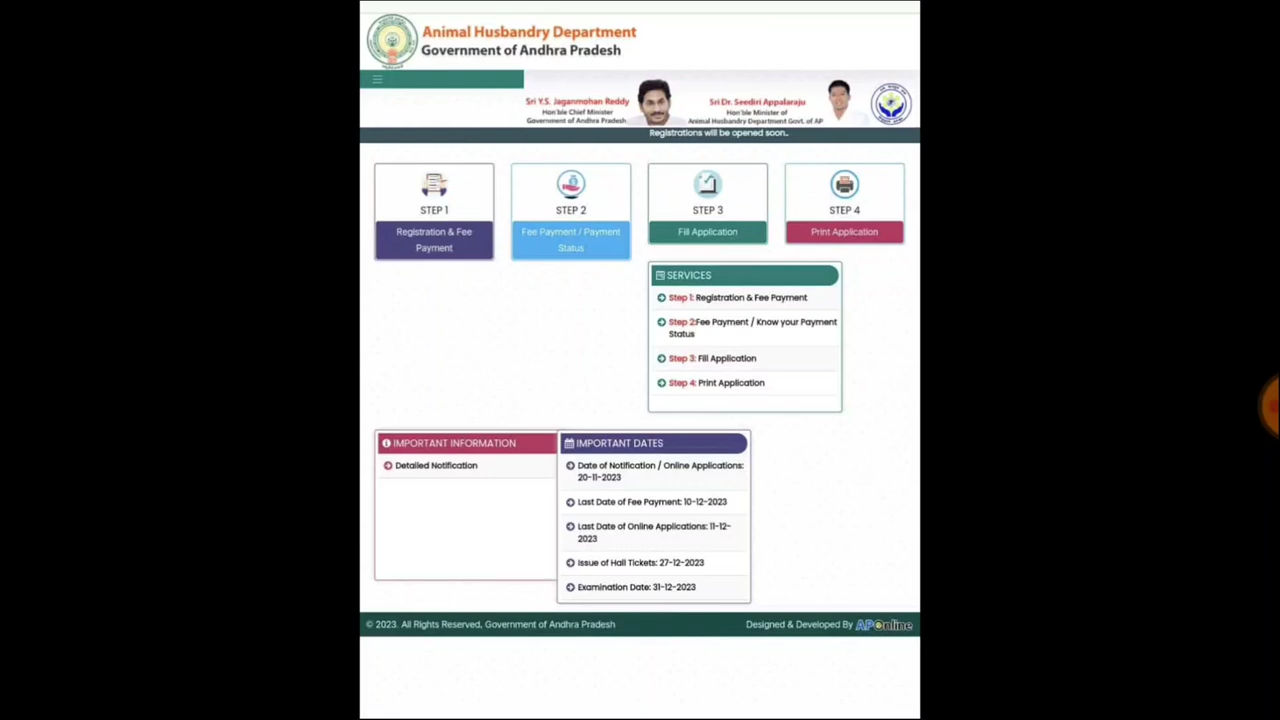 Animal Husbandry Department
Government of Andhra Pradesh
Sri Y.S. Jaganmohan Reddy
Hon'ble Chief Minister
Government of Andhra Pradesh
Sri Dr. Seediri Appalaraju
Hon'ble Minister of
Animal Husbandry Department Govt. of AP
Registrations will be opened soon..
STEP 1
Registration & Fee
Payment
STEP 2
Fee Payment / Payment
Status
STEP 3
Fill Application
STEP 4
Print Application
SERVICES
Step 1: Registration & Fee Payment
Step 2:Fee Payment / Know your Payment
Status
Step 3: Fill Application
Step 4: Print Application
IMPORTANT INFORMATION
Detailed Notification
IMPORTANT DATES
Date of Notification / Online Applications:
20-11-2023
Last Date of Fee Payment: 10-12-2023
Last Date of Online Applications: 11-12-
2023
Issue of Hall Tickets: 27-12-2023
Examination Date: 31-12-2023
© 2023. All Rights Reserved, Government of Andhra Pradesh
Designed & Developed By APOnline